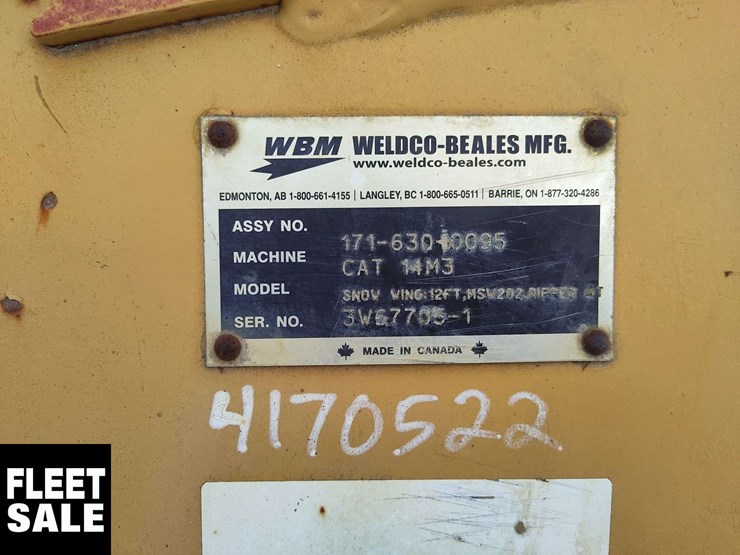 WBM WELDCO-BEALES MFG.
www.weldco-beales.com
EDMONTON, AB 1-800-661-4155 | LANGLEY, BC 1-800-665-0511 | BARRIE, ON 1-877-320-4286
ASSY NO. 171-630-10095
MACHINE CAT 14M3
MODEL SNOW WING:12FT,MSW202,RIPPER
SER. NO. 3W67705-1
MADE IN CANADA
4170522
FLEET
SALE